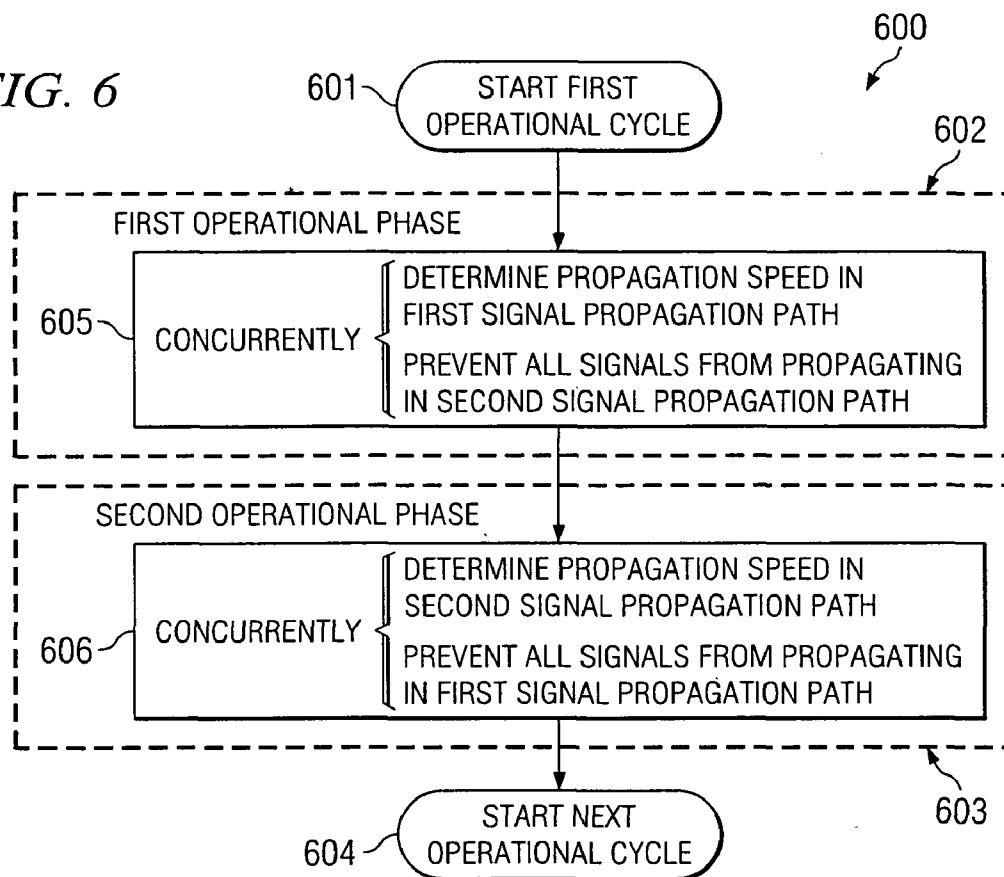 FIG. 6
600
601
START FIRST
OPERATIONAL CYCLE
602
FIRST OPERATIONAL PHASE
605
CONCURRENTLY
DETERMINE PROPAGATION SPEED IN
FIRST SIGNAL PROPAGATION PATH
PREVENT ALL SIGNALS FROM PROPAGATING
IN SECOND SIGNAL PROPAGATION PATH
SECOND OPERATIONAL PHASE
606
CONCURRENTLY
DETERMINE PROPAGATION SPEED IN
SECOND SIGNAL PROPAGATION PATH
PREVENT ALL SIGNALS FROM PROPAGATING
IN FIRST SIGNAL PROPAGATION PATH
603
604
START NEXT
OPERATIONAL CYCLE